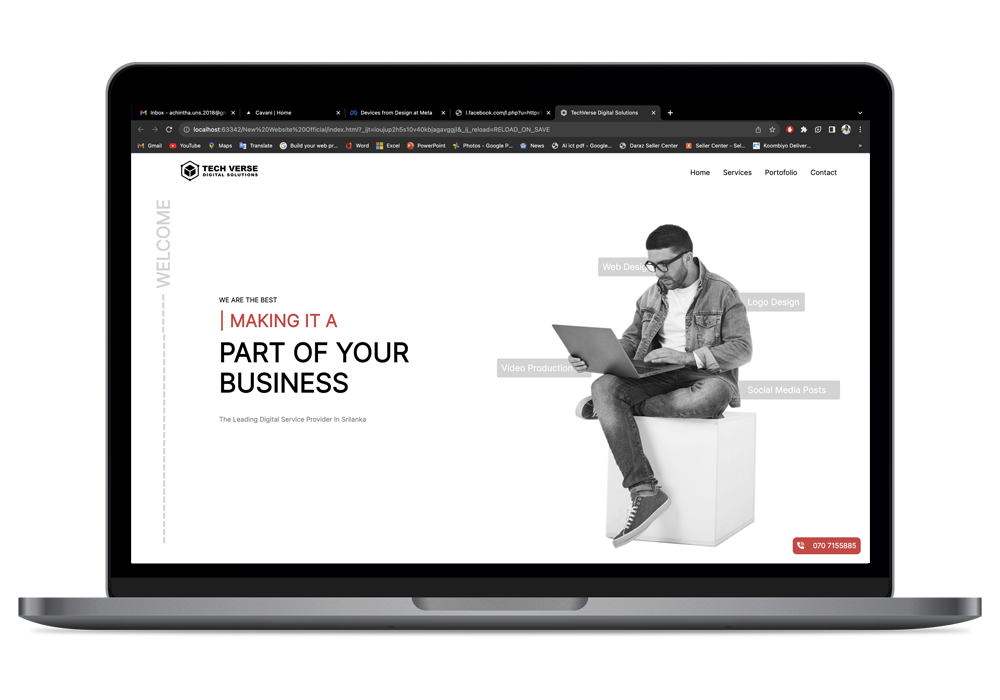 Inbox - achintha.uns.2018@gm
Cavani | Home
Devices from Design at Meta
l.facebook.com/l.php?u=https%
TechVerse Digital Solutions
localhost:63342/New%20Website%20Official/index.html?_ijt=ioujup2h5s10v40kbjagavggjl&_ij_reload=RELOAD_ON_SAVE
Gmail YouTube Maps Translate Build your web pr... Word Excel PowerPoint Photos - Google P... News AI ict pdf - Google... Daraz Seller Center Seller Center - Sel... Koombiyo Deliver... »
TECH VERSE
DIGITAL SOLUTIONS
Home Services Portofolio Contact
WELCOME
WE ARE THE BEST
| MAKING IT A
PART OF YOUR
BUSINESS
The Leading Digital Service Provider In Srilanka
Web Design
Logo Design
Video Production
Social Media Posts
070 7155885